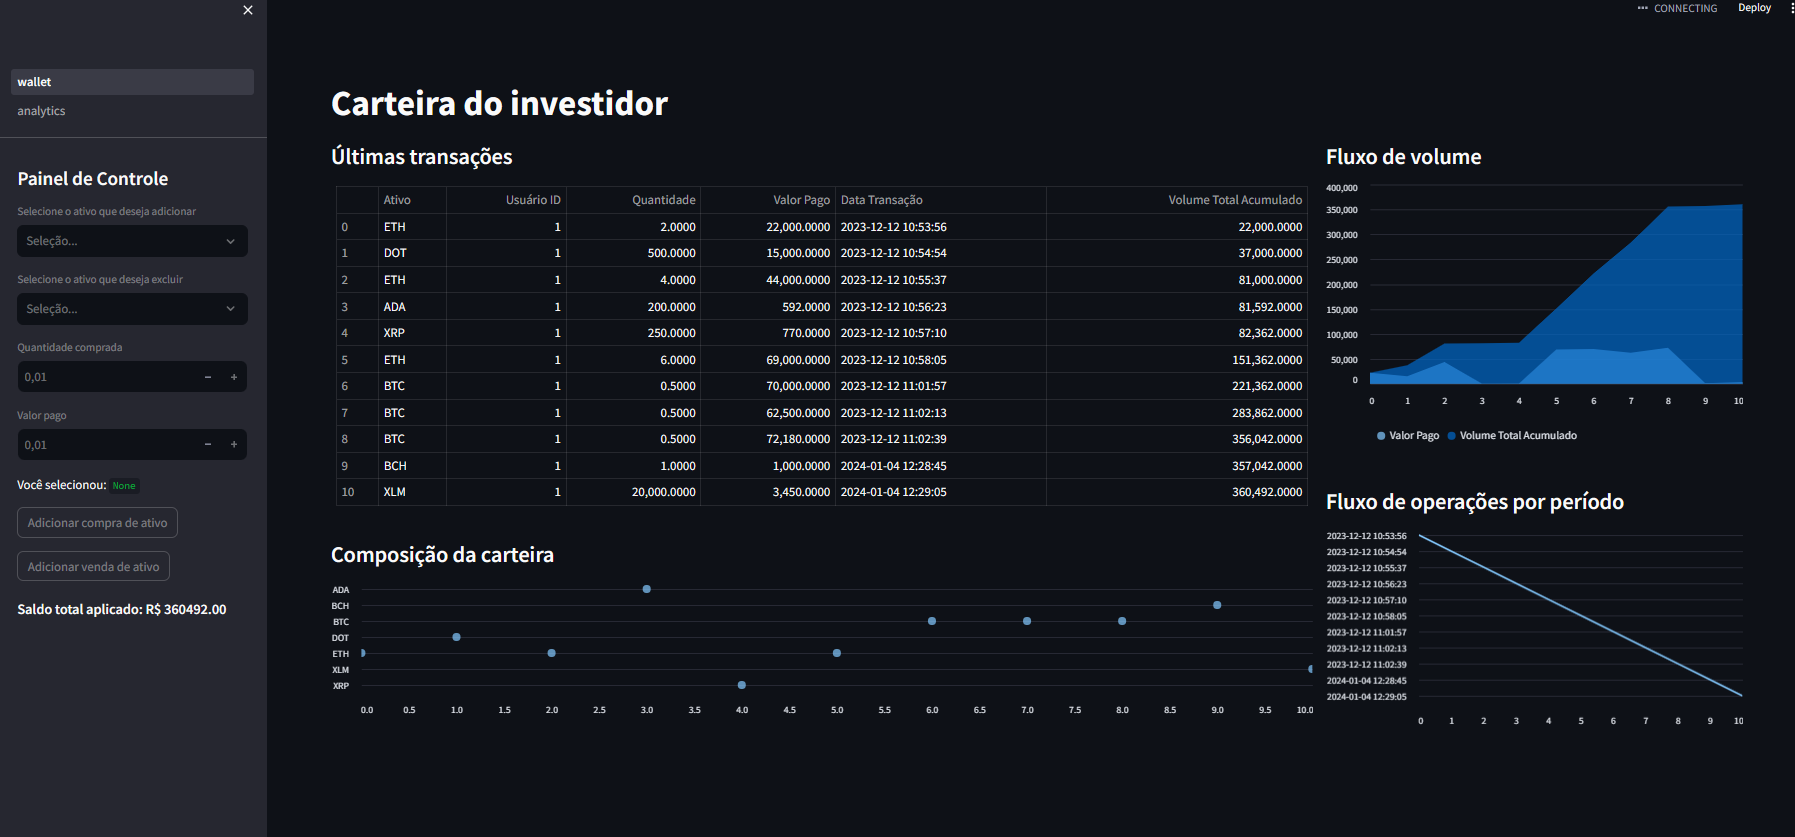 CONNECTING Deploy
wallet
analytics
Painel de Controle
Selecione o ativo que deseja adicionar
Seleção...
Selecione o ativo que deseja excluir
Seleção...
Quantidade comprada
0,01 − +
Valor pago
0,01 − +
Você selecionou: None
Adicionar compra de ativo
Adicionar venda de ativo
Saldo total aplicado: R$ 360492.00
Carteira do investidor
Últimas transações
Ativo Usuário ID Quantidade Valor Pago Data Transação Volume Total Acumulado
0 ETH 1 2.0000 22,000.0000 2023-12-12 10:53:56 22,000.0000
1 DOT 1 500.0000 15,000.0000 2023-12-12 10:54:54 37,000.0000
2 ETH 1 4.0000 44,000.0000 2023-12-12 10:55:37 81,000.0000
3 ADA 1 200.0000 592.0000 2023-12-12 10:56:23 81,592.0000
4 XRP 1 250.0000 770.0000 2023-12-12 10:57:10 82,362.0000
5 ETH 1 6.0000 69,000.0000 2023-12-12 10:58:05 151,362.0000
6 BTC 1 0.5000 70,000.0000 2023-12-12 11:01:57 221,362.0000
7 BTC 1 0.5000 62,500.0000 2023-12-12 11:02:13 283,862.0000
8 BTC 1 0.5000 72,180.0000 2023-12-12 11:02:39 356,042.0000
9 BCH 1 1.0000 1,000.0000 2024-01-04 12:28:45 357,042.0000
10 XLM 1 20,000.0000 3,450.0000 2024-01-04 12:29:05 360,492.0000
Composição da carteira
ADA
BCH
BTC
DOT
ETH
XLM
XRP
0.0 0.5 1.0 1.5 2.0 2.5 3.0 3.5 4.0 4.5 5.0 5.5 6.0 6.5 7.0 7.5 8.0 8.5 9.0 9.5 10.0
Fluxo de volume
400,000
350,000
300,000
250,000
200,000
150,000
100,000
50,000
0
0 1 2 3 4 5 6 7 8 9 10
Valor Pago Volume Total Acumulado
Fluxo de operações por período
2023-12-12 10:53:56
2023-12-12 10:54:54
2023-12-12 10:55:37
2023-12-12 10:56:23
2023-12-12 10:57:10
2023-12-12 10:58:05
2023-12-12 11:01:57
2023-12-12 11:02:13
2023-12-12 11:02:39
2024-01-04 12:28:45
2024-01-04 12:29:05
0 1 2 3 4 5 6 7 8 9 10